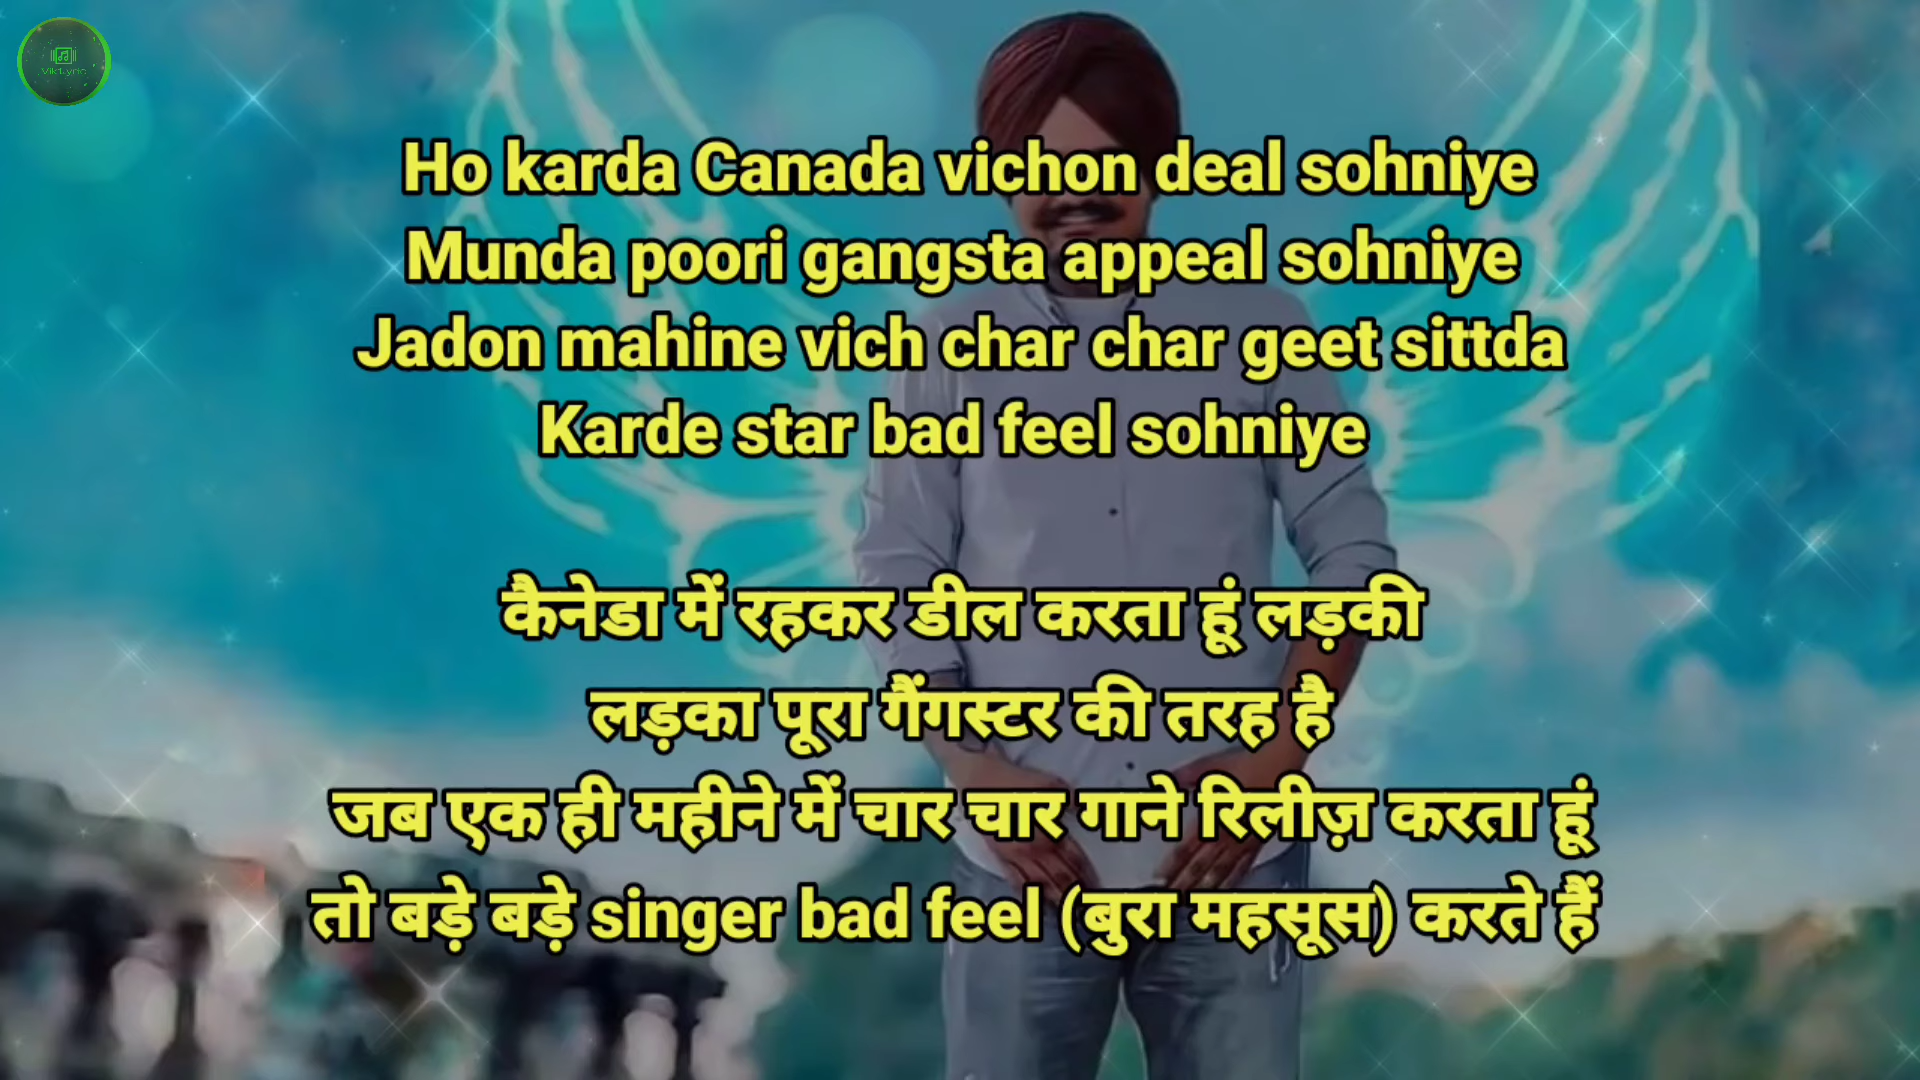 VikLyric
Ho karda Canada vichon deal sohniye
Munda poori gangsta appeal sohniye
Jadon mahine vich char char geet sittda
Karde star bad feel sohniye
कैनेडा में रहकर डील करता हूं लड़की
लड़का पूरा गैंगस्टर की तरह है
जब एक ही महीने में चार चार गाने रिलीज़ करता हूं
तो बड़े बड़े singer bad feel (बुरा महसूस) करते हैं